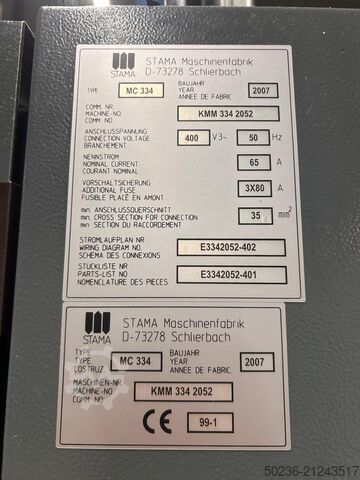 STAMA Maschinenfabrik
STAMA D-73278 Schlierbach
TYPE MC 334 BAUJAHR YEAR ANNEE DE FABRIC. 2007
COMM. NR.
MACHINE-NO KMM 334 2052
COMM NO
ANSCHLUSSPANNUNG
CONNECTION VOLTAGE 400 V3~ 50 Hz
BRANCHEMENT
NENNSTROM
NOMINAL CURRENT 65 A
COURANT NOMINAL
VORSCHALTSICHERUNG
ADDITIONAL FUSE 3X80 A
FUSIBLE PLACÉ EN AMONT
min. ANSCHLUSSQUERSCHNITT
min. CROSS SECTION FOR CONNECTION 35 mm²
min. SECTION DU RACCORDEMENT
STROMLAUFPLAN NR
WIRING DIAGRAM NO. E3342052-402
SCHEMA DES CONNEXIONS
STÜCKLISTE NR
PARTS-LIST NO E3342052-401
NOMENCLATURE DES PIECES
STAMA Maschinenfabrik
STAMA D-73278 Schlierbach
TYPE BAUJAHR
TYPE MC 334 YEAR 2007
COSTRUZ ANNEE DE FABRIC.
MASCHINEN-NR.
MACHINE-NO KMM 334 2052
COMM NO
CE 99-1
50236-21243517